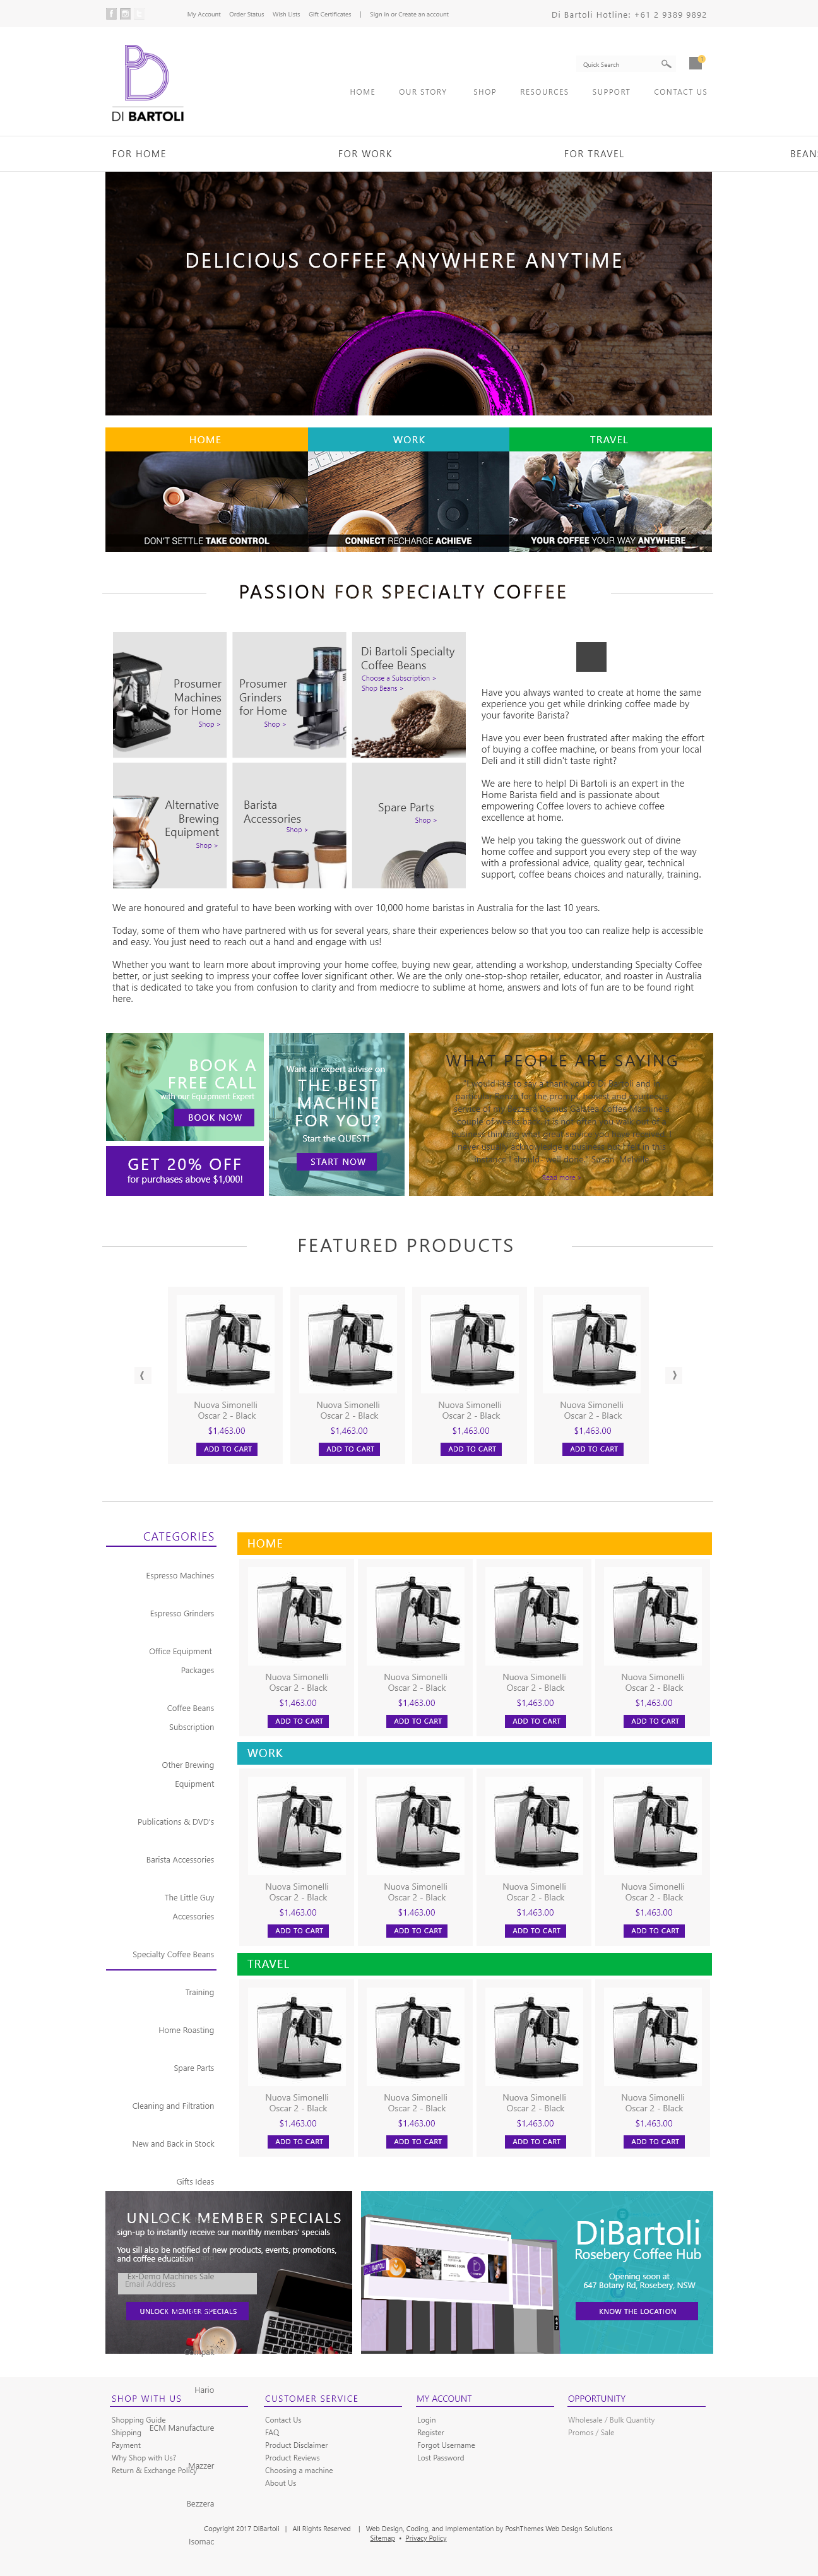 My Account Order Status Wish Lists Gift Certificates | Sign in or Create an account
Di Bartoli Hotline: +61 2 9389 9892
DI BARTOLI
Quick Search
HOME OUR STORY SHOP RESOURCES SUPPORT CONTACT US
FOR HOME FOR WORK FOR TRAVEL BEAN
DELICIOUS COFFEE ANYWHERE ANYTIME
HOME WORK TRAVEL
DON'T SETTLE TAKE CONTROL
CONNECT RECHARGE ACHIEVE
YOUR COFFEE YOUR WAY ANYWHERE
PASSION FOR SPECIALTY COFFEE
Prosumer
Machines
for Home
Shop >
Prosumer
Grinders
for Home
Shop >
Di Bartoli Specialty
Coffee Beans
Choose a Subscription >
Shop Beans >
Alternative
Brewing
Equipment
Shop >
Barista
Accessories
Shop >
Spare Parts
Shop >
Have you always wanted to create at home the same
experience you get while drinking coffee made by
your favorite Barista?
Have you ever been frustrated after making the effort
of buying a coffee machine, or beans from your local
Deli and it still didn't taste right?
We are here to help! Di Bartoli is an expert in the
Home Barista field and is passionate about
empowering Coffee lovers to achieve coffee
excellence at home.
We help you taking the guesswork out of divine
home coffee and support you every step of the way
with a professional advice, quality gear, technical
support, coffee beans choices and naturally, training.
We are honoured and grateful to have been working with over 10,000 home baristas in Australia for the last 10 years.
Today, some of them who have partnered with us for several years, share their experiences below so that you too can realize help is accessible
and easy. You just need to reach out a hand and engage with us!
Whether you want to learn more about improving your home coffee, buying new gear, attending a workshop, understanding Specialty Coffee
better, or just seeking to impress your coffee lover significant other. We are the only one-stop-shop retailer, educator, and roaster in Australia
that is dedicated to take you from confusion to clarity and from mediocre to sublime at home, answers and lots of fun are to be found right
here.
BOOK A
FREE CALL
with our Equipment Expert
BOOK NOW
GET 20% OFF
for purchases above $1,000!
Want an expert advise on
THE BEST
MACHINE
FOR YOU?
Start the QUEST!
START NOW
WHAT PEOPLE ARE SAYING
Read more
FEATURED PRODUCTS
Nuova Simonelli Nuova Simonelli Nuova Simonelli Nuova Simonelli
Oscar 2 - Black Oscar 2 - Black Oscar 2 - Black Oscar 2 - Black
$1,463.00 $1,463.00 $1,463.00 $1,463.00
ADD TO CART ADD TO CART ADD TO CART ADD TO CART
CATEGORIES
Espresso Machines
Espresso Grinders
Office Equipment
Packages
Coffee Beans
Subscription
Other Brewing
Equipment
Publications & DVD's
Barista Accessories
The Little Guy
Accessories
Specialty Coffee Beans
Training
Home Roasting
Spare Parts
Cleaning and Filtration
New and Back in Stock
Gifts Ideas
Ex-Demo Machines Sale
Compak
Hario
ECM Manufacture
Mazzer
Bezzera
Isomac
HOME
Nuova Simonelli Nuova Simonelli Nuova Simonelli Nuova Simonelli
Oscar 2 - Black Oscar 2 - Black Oscar 2 - Black Oscar 2 - Black
$1,463.00 $1,463.00 $1,463.00 $1,463.00
ADD TO CART ADD TO CART ADD TO CART ADD TO CART
WORK
Nuova Simonelli Nuova Simonelli Nuova Simonelli Nuova Simonelli
Oscar 2 - Black Oscar 2 - Black Oscar 2 - Black Oscar 2 - Black
$1,463.00 $1,463.00 $1,463.00 $1,463.00
ADD TO CART ADD TO CART ADD TO CART ADD TO CART
TRAVEL
Nuova Simonelli Nuova Simonelli Nuova Simonelli Nuova Simonelli
Oscar 2 - Black Oscar 2 - Black Oscar 2 - Black Oscar 2 - Black
$1,463.00 $1,463.00 $1,463.00 $1,463.00
ADD TO CART ADD TO CART ADD TO CART ADD TO CART
UNLOCK MEMBER SPECIALS
sign-up to instantly receive our monthly members' specials
You sill also be notified of new products, events, promotions,
and coffee education
Email Address
UNLOCK MEMBER SPECIALS
DiBartoli
Rosebery Coffee Hub
Opening soon at
647 Botany Rd, Rosebery, NSW
KNOW THE LOCATION
SHOP WITH US
Shopping Guide
Shipping
Payment
Why Shop with Us?
Return & Exchange Policy
CUSTOMER SERVICE
Contact Us
FAQ
Product Disclaimer
Product Reviews
Choosing a machine
About Us
MY ACCOUNT
Login
Register
Forgot Username
Lost Password
OPPORTUNITY
Wholesale / Bulk Quantity
Promos / Sale
Copyright 2017 DiBartoli | All Rights Reserved | Web Design, Coding, and Implementation by PoshThemes Web Design Solutions
Sitemap • Privacy Policy